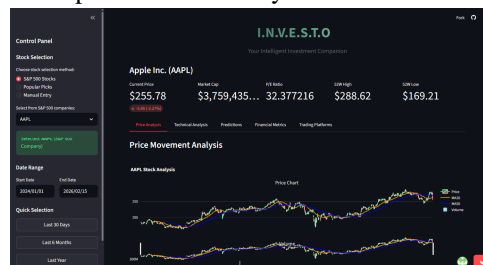 Fork
I.N.V.E.S.T.O
Your Intelligent Investment Companion
Control Panel
Stock Selection
Choose stock selection method:
S&P 500 Stocks
Popular Picks
Manual Entry
Select from S&P 500 companies:
AAPL
Company)
Date Range
Start Date End Date
2024/01/01 2026/02/15
Quick Selection
Last 30 Days
Last 6 Months
Last Year
Apple Inc. (AAPL)
Current Price Market Cap P/E Ratio 52W High 52W Low
$255.78 $3,759,435... 32.377216 $288.62 $169.21
Price Analysis Technical Analysis Predictions Financial Metrics Trading Platforms
Price Movement Analysis
AAPL Stock Analysis
Price Chart
Price
MA20
MA50
Volume
Volume